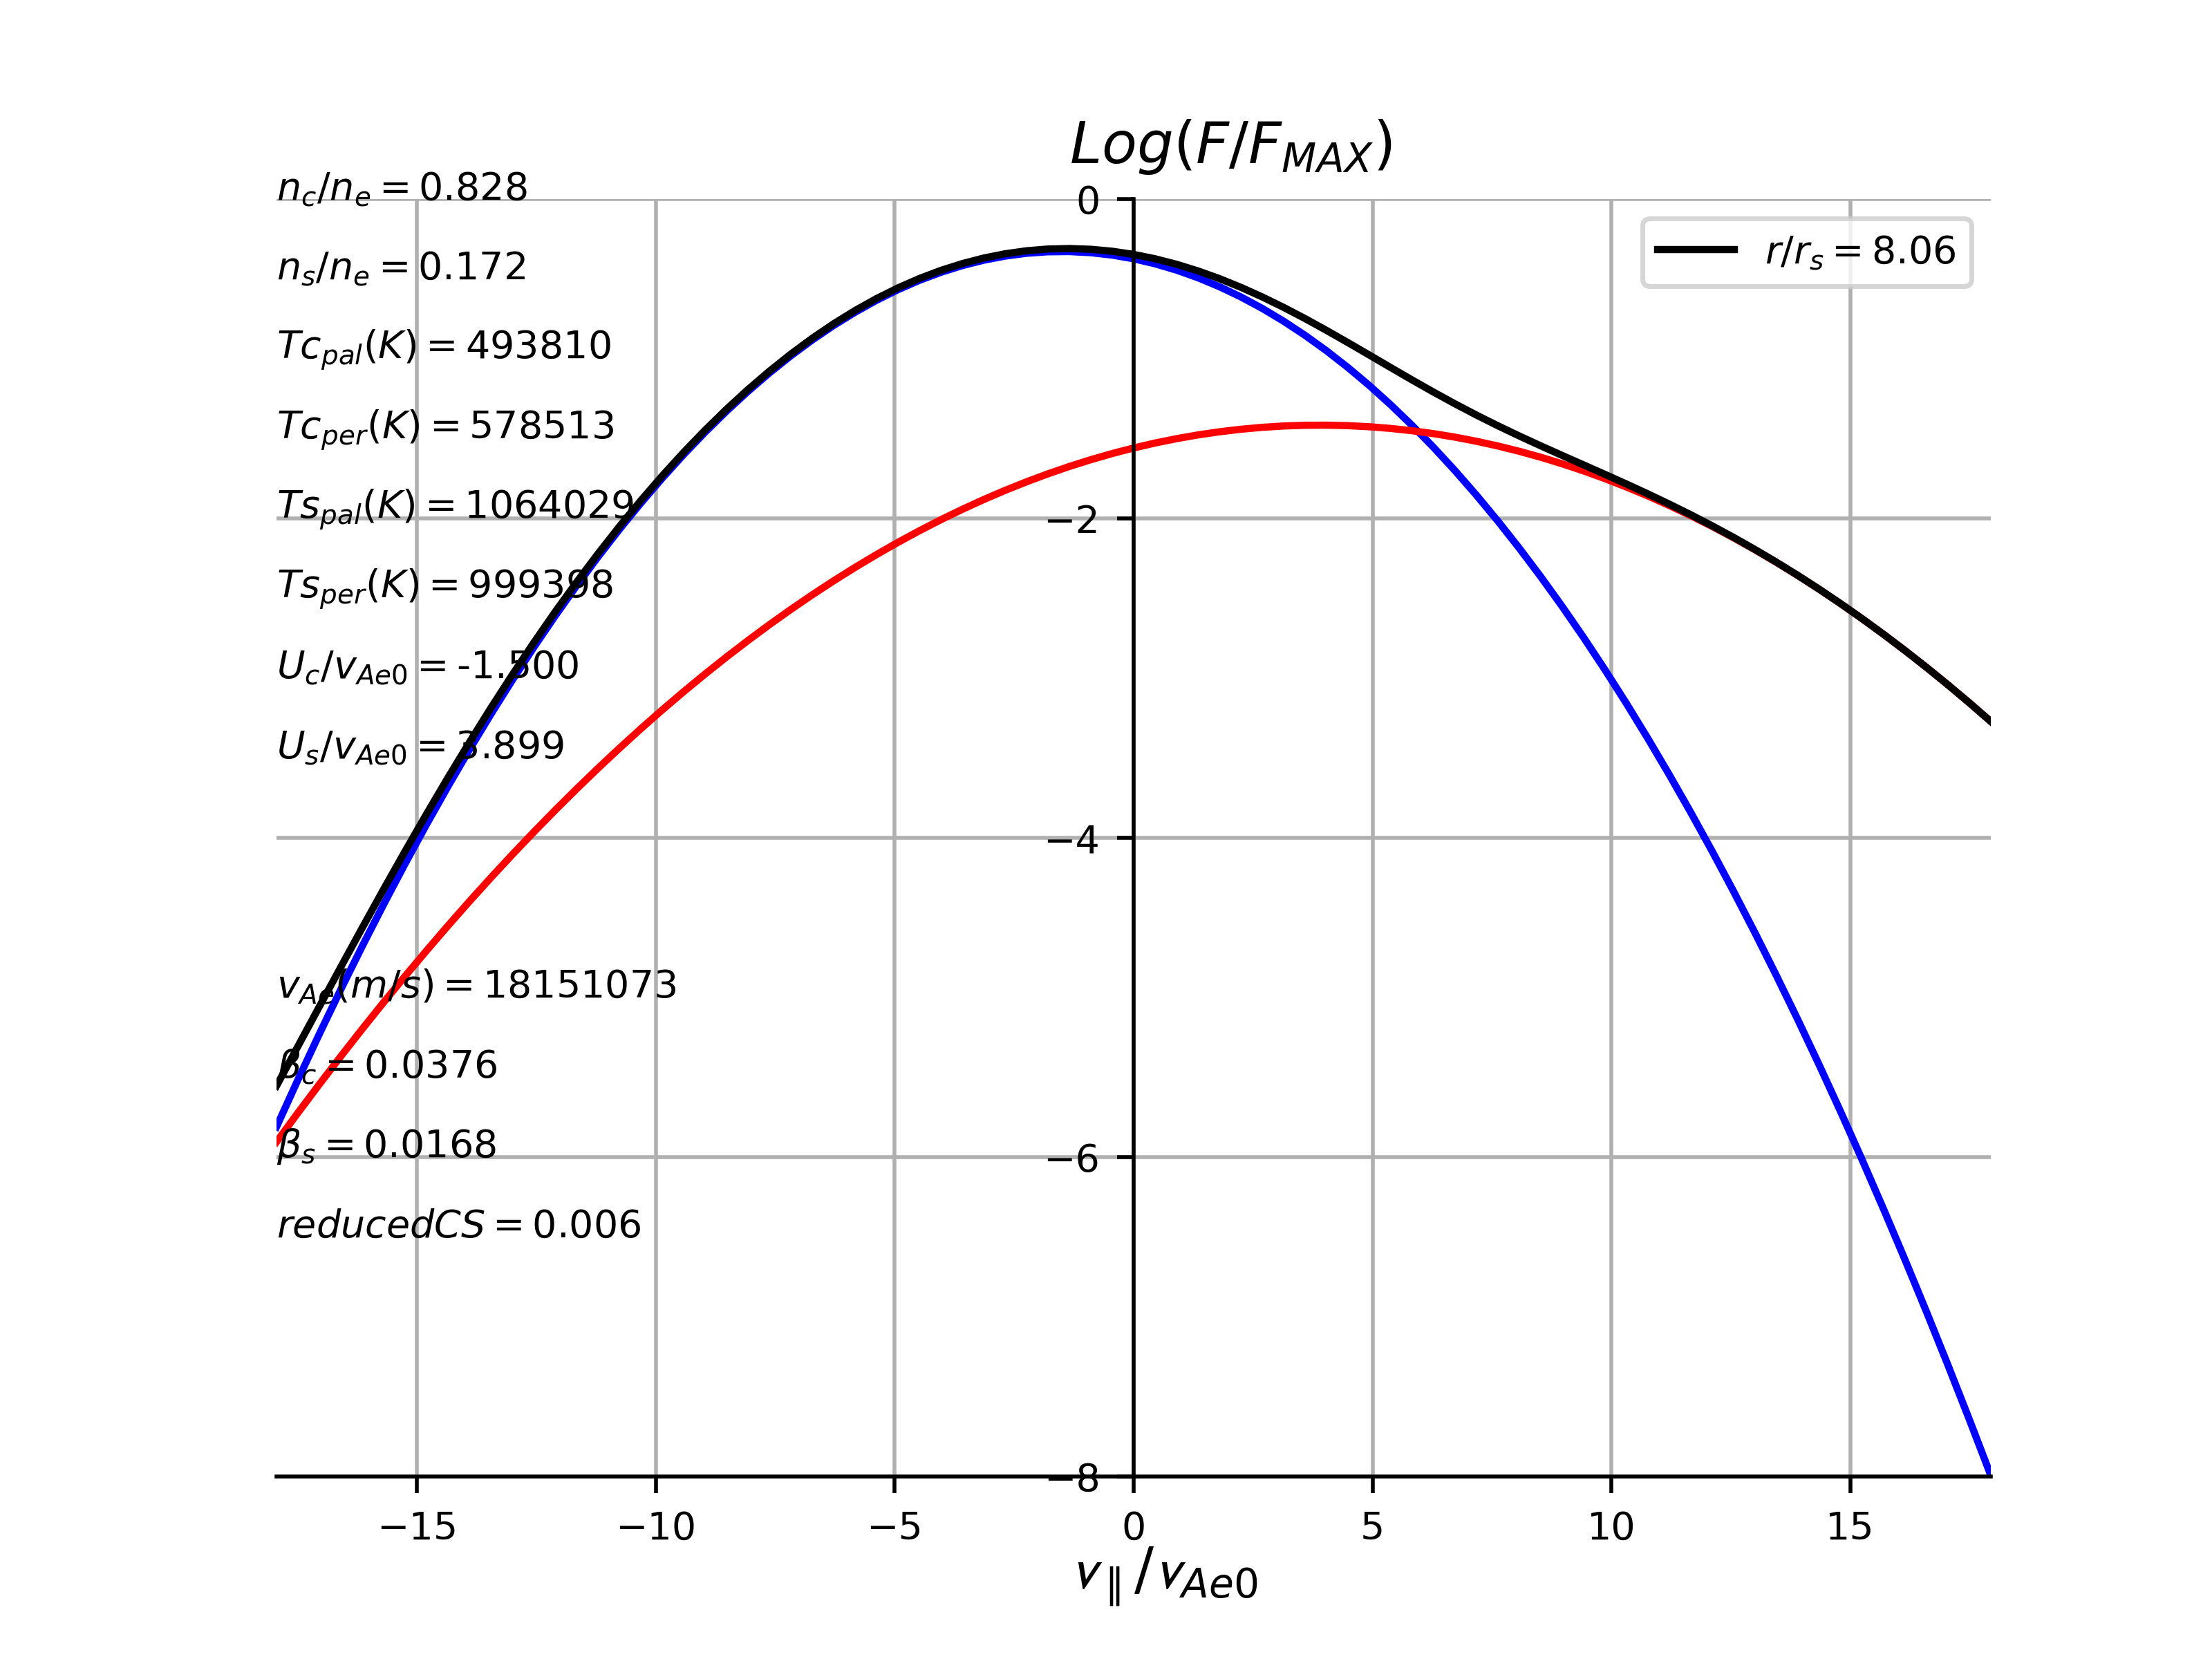 Log(F/F_MAX)
n_c/n_e = 0.828
0
r/r_s = 8.06
n_s/n_e = 0.172
Tc_pal(K) = 493810
Tc_per(K) = 578513
Ts_pal(K) = 1064029
−2
Ts_per(K) = 999398
U_c/v_Ae0 = -1.500
U_s/v_Ae0 = 3.899
−4
v_Ae(m/s) = 18151073
β_c = 0.0376
β_s = 0.0168
−6
reducedCS = 0.006
−8
−15 −10 −5 0 5 10 15
v_∥/v_Ae0